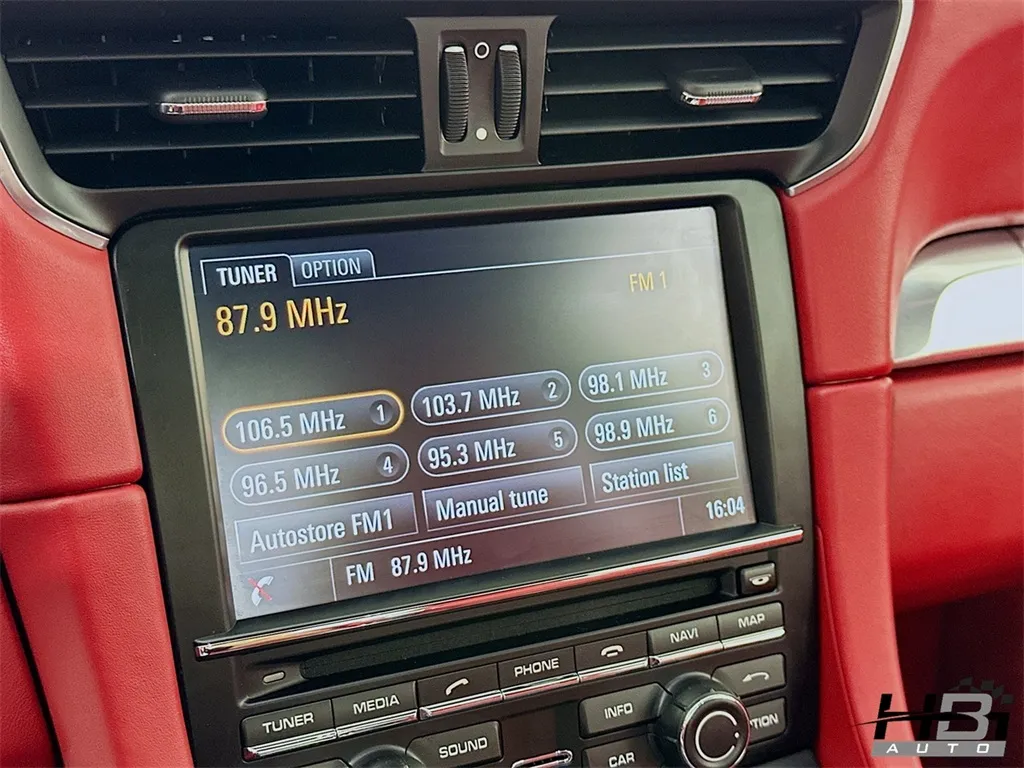 TUNER OPTION
87.9 MHz FM 1
106.5 MHz 1 103.7 MHz 2 98.1 MHz 3
96.5 MHz 4 95.3 MHz 5 98.9 MHz 6
Autostore FM1 Manual tune Station list
FM 87.9 MHz 16:04
TUNER MEDIA PHONE NAVI MAP
SOUND INFO
CAR TION
HB
AUTO